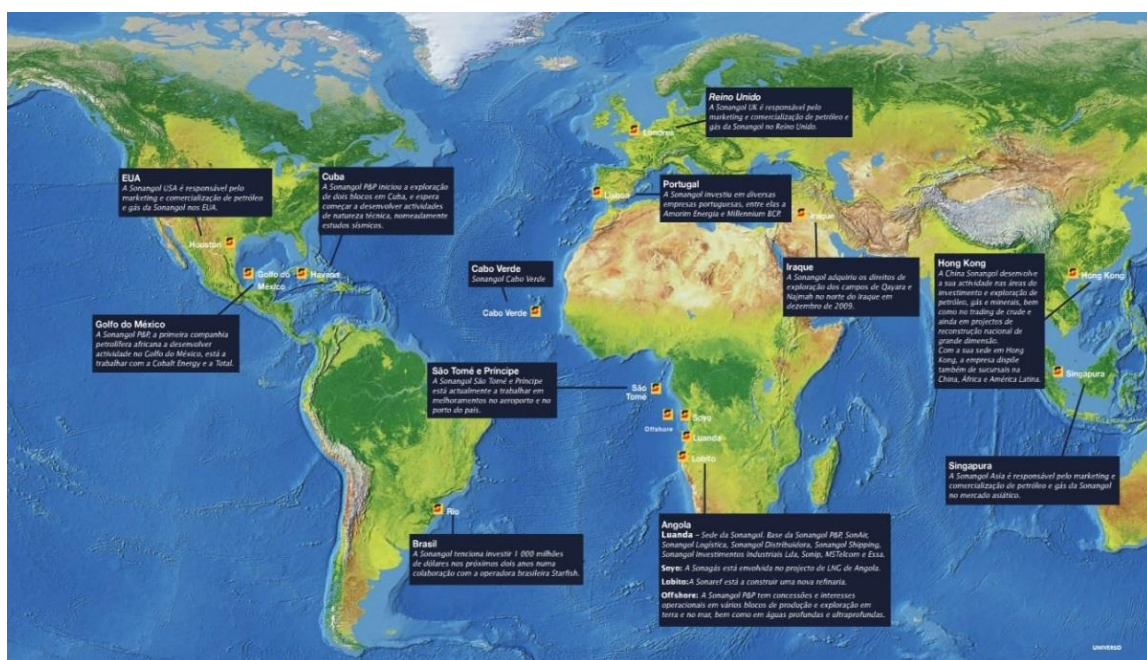 Reino Unido
A Sonangol UK é responsável pelo
marketing e comercialização de petróleo e
gás da Sonangol no Reino Unido.
Londres
EUA
A Sonangol USA é responsável pelo
marketing e comercialização de petróleo
e gás da Sonangol nos EUA.
Houston
Cuba
A Sonangol P&P iniciou a exploração
de dois blocos em Cuba, e espera
começar a desenvolver actividades
de natureza técnica, nomeadamente
estudos sísmicos.
Havana
Portugal
A Sonangol investiu em diversas
empresas portuguesas, entre elas a
Amorim Energia e Millennium BCP.
Lisboa
Iraque
Iraque
A Sonangol adquiriu os direitos de
exploração dos campos de Qayara e
Najmah no norte do Iraque em
dezembro de 2009.
Hong Kong
A China Sonangol desenvolve
a sua actividade nas áreas do
investimento e exploração de
petróleo, gás e minerais, bem
como no trading de crude e
ainda em projectos de
reconstrução nacional de
grande dimensão.
Com a sua sede em Hong
Kong, a empresa dispõe
também de sucursais na
China, África e América Latina.
Hong Kong
Golfo do
México
Cabo Verde
Sonangol Cabo Verde
Cabo Verde
Golfo do México
A Sonangol P&P, a primeira companhia
petrolífera africana a desenvolver
actividade no Golfo do México, está a
trabalhar com a Cobalt Energy e a Total.
São Tomé e Príncipe
A Sonangol São Tomé e Príncipe
está actualmente a trabalhar em
melhoramentos no aeroporto e no
porto do país.
São
Tomé
Singapura
Offshore
Soyo
Luanda
Lobito
Singapura
A Sonangol Asia é responsável pelo marketing e
comercialização de petróleo e gás da Sonangol
no mercado asiático.
Rio
Brasil
A Sonangol tenciona investir 1 000 milhões
de dólares nos próximos dois anos numa
colaboração com a operadora brasileira Starfish.
Angola
Luanda – Sede da Sonangol. Base da Sonangol P&P, SonAir,
Sonangol Logística, Sonangol Distribuidora, Sonangol Shipping,
Sonangol Investimentos Industriais Lda, Sonip, MSTelcom e Essa.
Soyo: A Sonagás está envolvida no projecto de LNG de Angola.
Lobito:A Sonaref está a construir uma nova refinaria.
Offshore: A Sonangol P&P tem concessões e interesses
operacionais em vários blocos de produção e exploração em
terra e no mar, bem como em águas profundas e ultraprofundas.
UNIVERSO